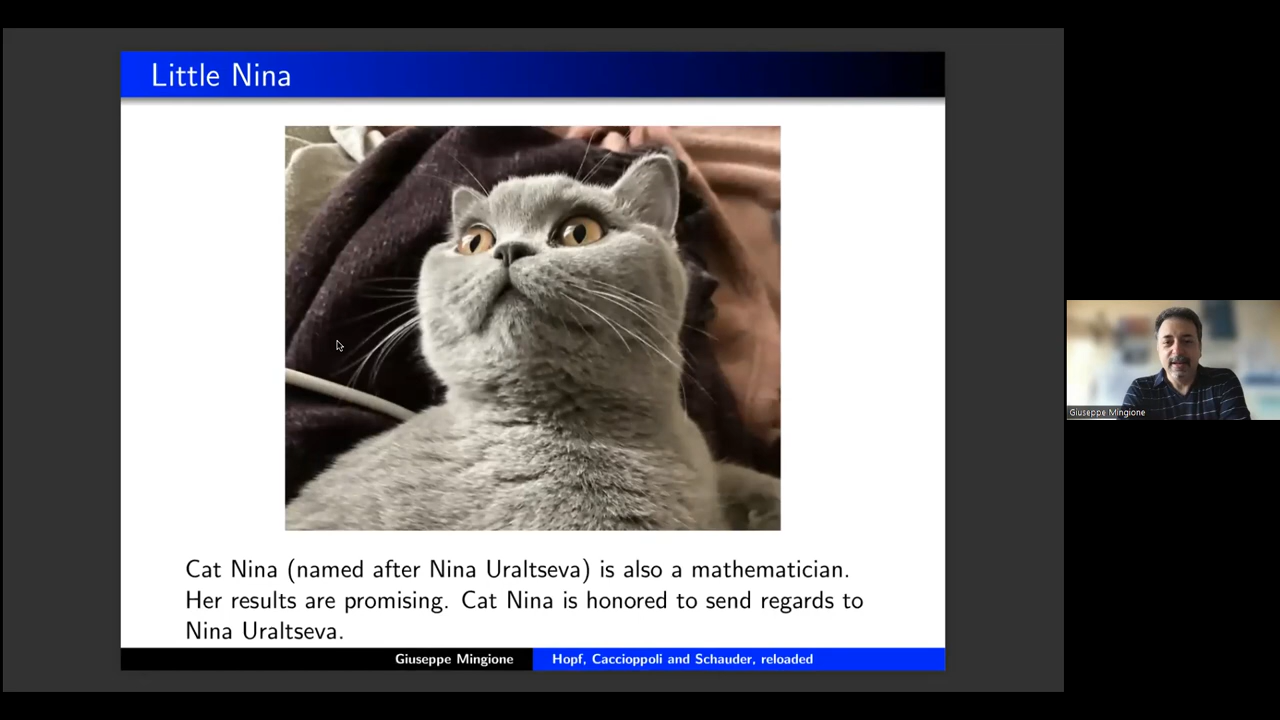 Little Nina
Cat Nina (named after Nina Uraltseva) is also a mathematician.
Her results are promising. Cat Nina is honored to send regards to
Nina Uraltseva.
Giuseppe Mingione
Hopf, Caccioppoli and Schauder, reloaded
Giuseppe Mingione